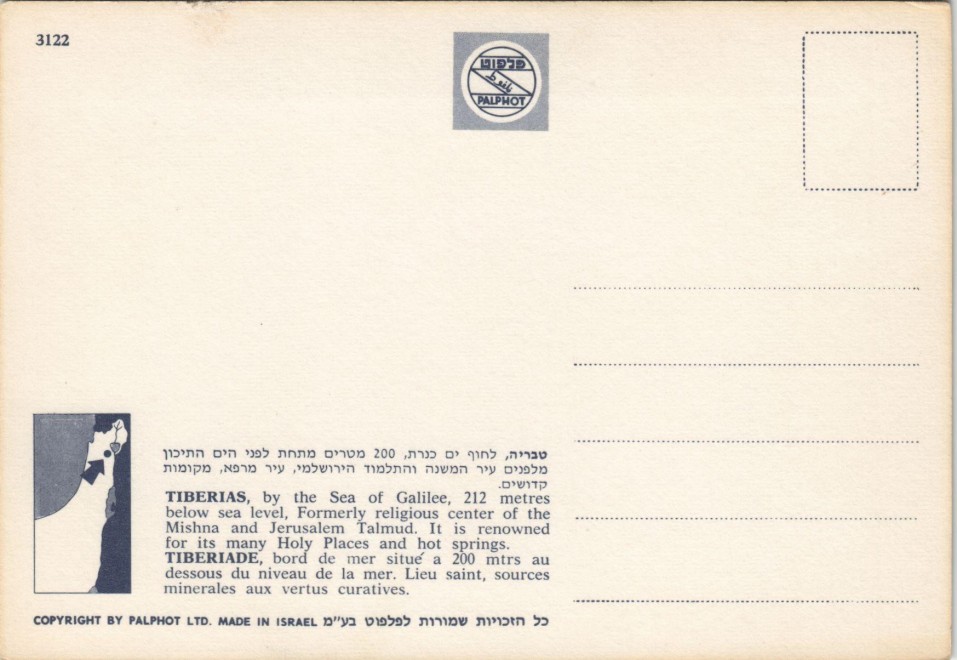 3122
פלפוט
پالفوط
PALPHOT
טבריה, לחוף ים כנרת, 200 מטרים מתחת לפני הים התיכון
מלפנים עיר המשנה והתלמוד הירושלמי, עיר מרפא, מקומות
קדושים.
TIBERIAS, by the Sea of Galilee, 212 metres
below sea level, Formerly religious center of the
Mishna and Jerusalem Talmud. It is renowned
for its many Holy Places and hot springs.
TIBERIADE, bord de mer situé a 200 mtrs au
dessous du niveau de la mer. Lieu saint, sources
minerales aux vertus curatives.
COPYRIGHT BY PALPHOT LTD. MADE IN ISRAEL כל הזכויות שמורות לפלפוט בע"מ